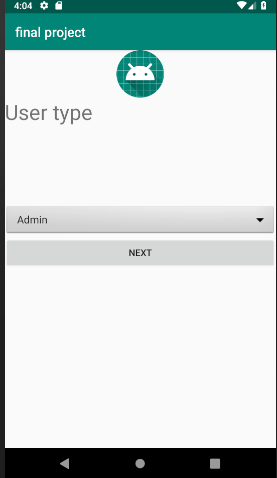 4:04
final project
User type
Admin
NEXT